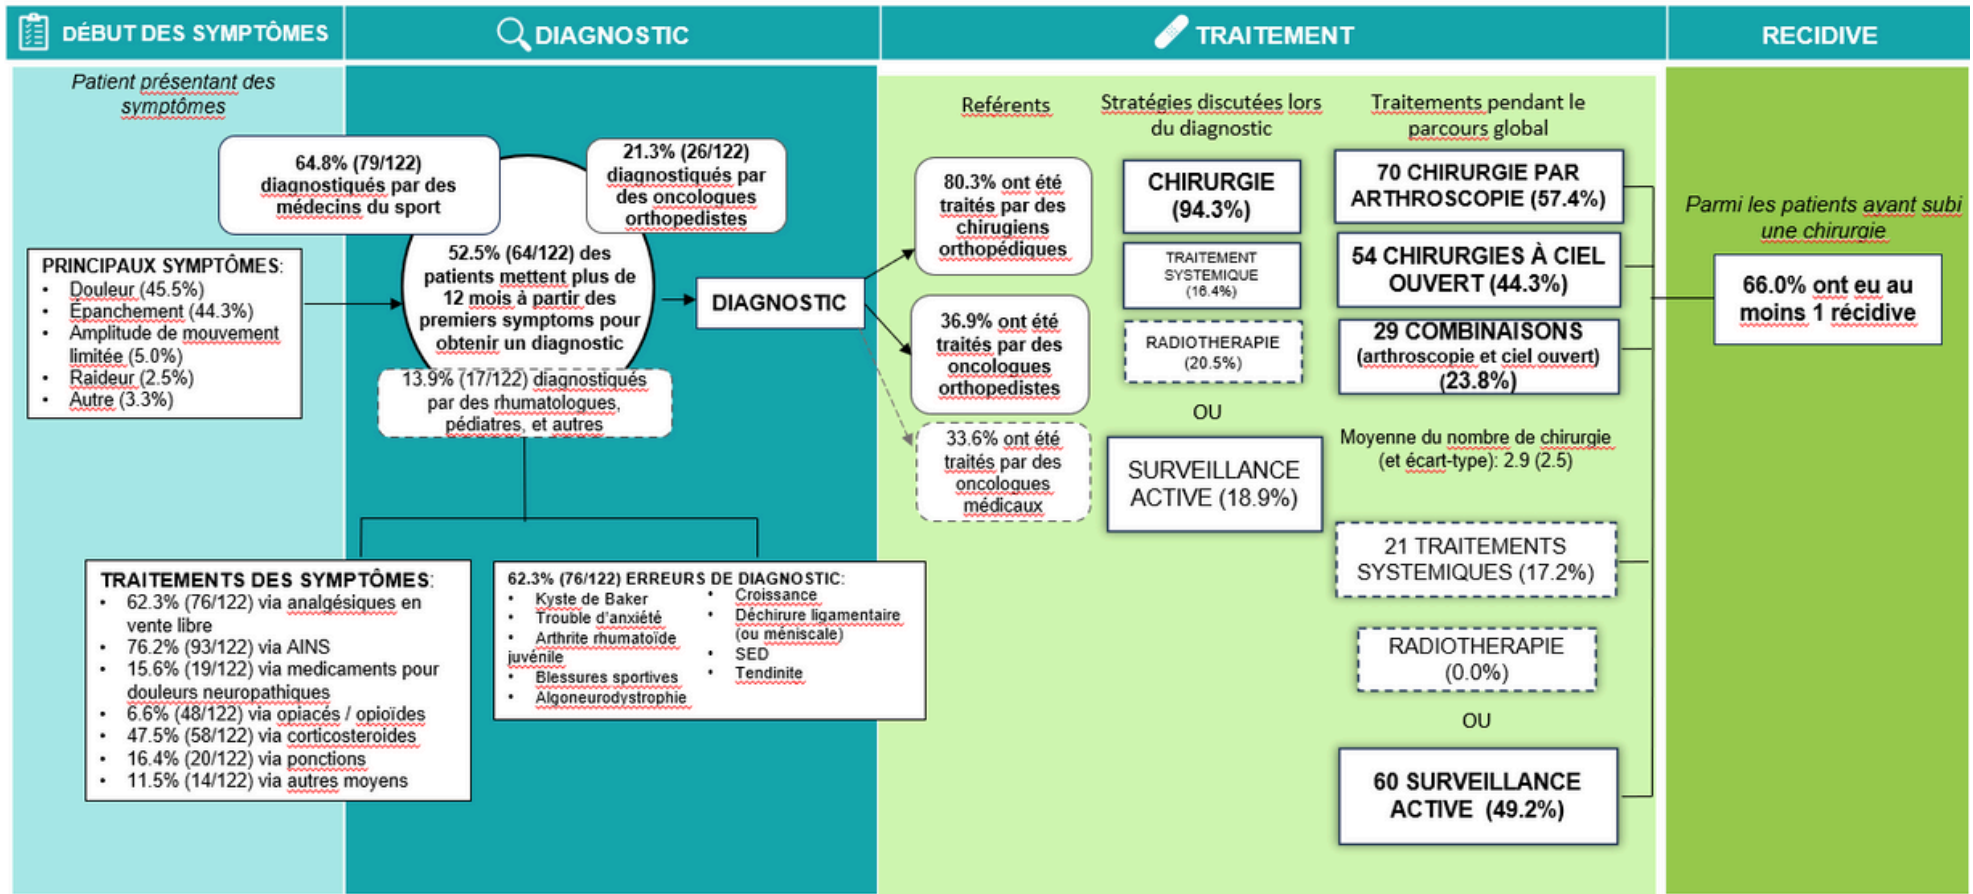 DÉBUT DES SYMPTÔMES
DIAGNOSTIC
TRAITEMENT
RECIDIVE
Patient présentant des
symptômes
64.8% (79/122)
diagnostiqués par des
médecins du sport
21.3% (26/122)
diagnostiqués par
des oncologues
orthopedistes
52.5% (64/122) des
patients mettent plus de
12 mois à partir des
premiers symptoms pour
obtenir un diagnostic
13.9% (17/122) diagnostiqués
par des rhumatologues,
pédiatres, et autres
PRINCIPAUX SYMPTÔMES:
• Douleur (45.5%)
• Épanchement (44.3%)
• Amplitude de mouvement
limitée (5.0%)
• Raideur (2.5%)
• Autre (3.3%)
DIAGNOSTIC
TRAITEMENTS DES SYMPTÔMES:
• 62.3% (76/122) via analgésiques en
vente libre
• 76.2% (93/122) via AINS
• 15.6% (19/122) via medicaments pour
douleurs neuropathiques
• 6.6% (48/122) via opiacés / opioïdes
• 47.5% (58/122) via corticosteroides
• 16.4% (20/122) via ponctions
• 11.5% (14/122) via autres moyens
62.3% (76/122) ERREURS DE DIAGNOSTIC:
• Kyste de Baker
• Trouble d'anxiété
• Arthrite rhumatoïde
juvénile
• Blessures sportives
• Algoneurodystrophie
• Croissance
• Déchirure ligamentaire
(ou méniscale)
• SED
• Tendinite
Reférents
80.3% ont été
traités par des
chirugiens
orthopédiques
36.9% ont été
traités par des
oncologues
orthopedistes
33.6% ont été
traités par des
oncologues
médicaux
Stratégies discutées lors
du diagnostic
CHIRURGIE
(94.3%)
TRAITEMENT
SYSTEMIQUE
(16.4%)
RADIOTHERAPIE
(20.5%)
OU
SURVEILLANCE
ACTIVE (18.9%)
Traitements pendant le
parcours global
70 CHIRURGIE PAR
ARTHROSCOPIE (57.4%)
54 CHIRURGIES À CIEL
OUVERT (44.3%)
29 COMBINAISONS
(arthroscopie et ciel ouvert)
(23.8%)
Moyenne du nombre de chirurgie
(et écart-type): 2.9 (2.5)
21 TRAITEMENTS
SYSTEMIQUES (17.2%)
RADIOTHERAPIE
(0.0%)
OU
60 SURVEILLANCE
ACTIVE (49.2%)
Parmi les patients ayant subi
une chirurgie
66.0% ont eu au
moins 1 récidive